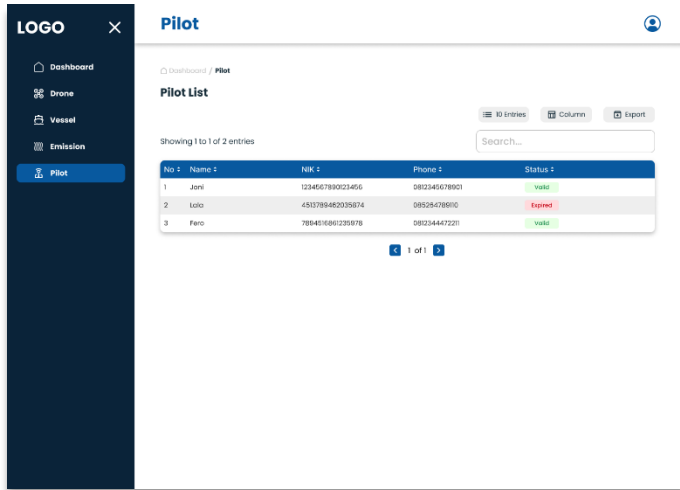 LOGO
Pilot
Dashboard
Drone
Vessel
Emission
Pilot
Dashboard / Pilot
Pilot List
10 Entries Column Export
Showing 1 to 1 of 2 entries
Search...
No Name NIK Phone Status
1 Joni 1234567890123456 0812345678901 Valid
2 Lala 4513789462035874 085264789110 Expired
3 Fero 7894516861235978 0812344472211 Valid
1 of 1